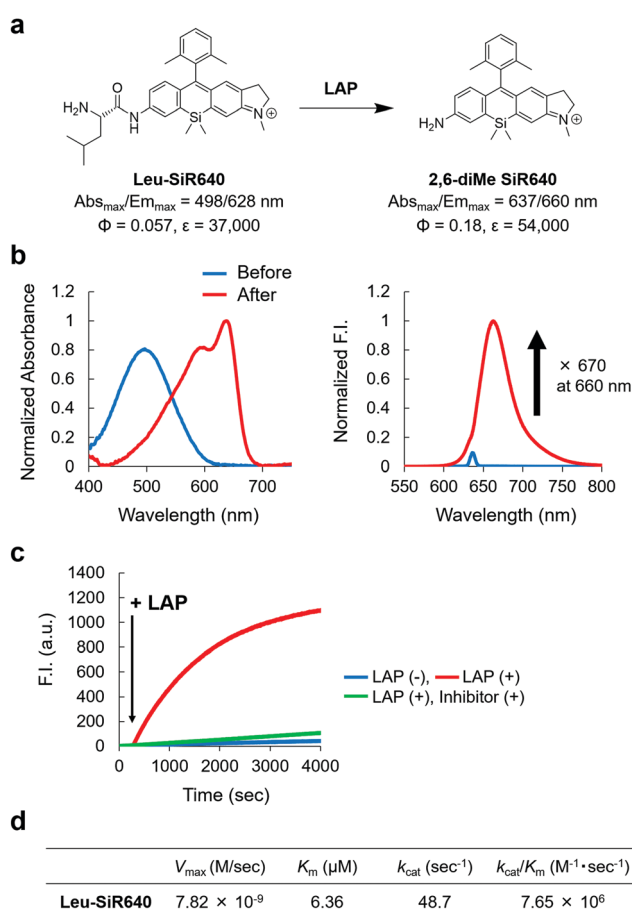 a
O
H₂N
N
H
Si
N
⊕
LAP
H₂N
Si
N
⊕
Leu-SiR640
2,6-diMe SiR640
Absmax/Emmax = 498/628 nm
Absmax/Emmax = 637/660 nm
Φ = 0.057, ε = 37,000
Φ = 0.18, ε = 54,000
b
Before
After
Normalized Absorbance
1.2
1
0.8
0.6
0.4
0.2
0
400 500 600 700
Wavelength (nm)
Normalized F.I.
1.2
1
0.8
0.6
0.4
0.2
0
550 600 650 700 750 800
Wavelength (nm)
× 670
at 660 nm
c
F.I. (a.u.)
1400
1200
1000
800
600
400
200
0
+ LAP
0 1000 2000 3000 4000
Time (sec)
LAP (-), LAP (+)
LAP (+), Inhibitor (+)
d
Vmax (M/sec) Km (μM) kcat (sec⁻¹) kcat/Km (M⁻¹・sec⁻¹)
Leu-SiR640 7.82 × 10⁻⁹ 6.36 48.7 7.65 × 10⁶